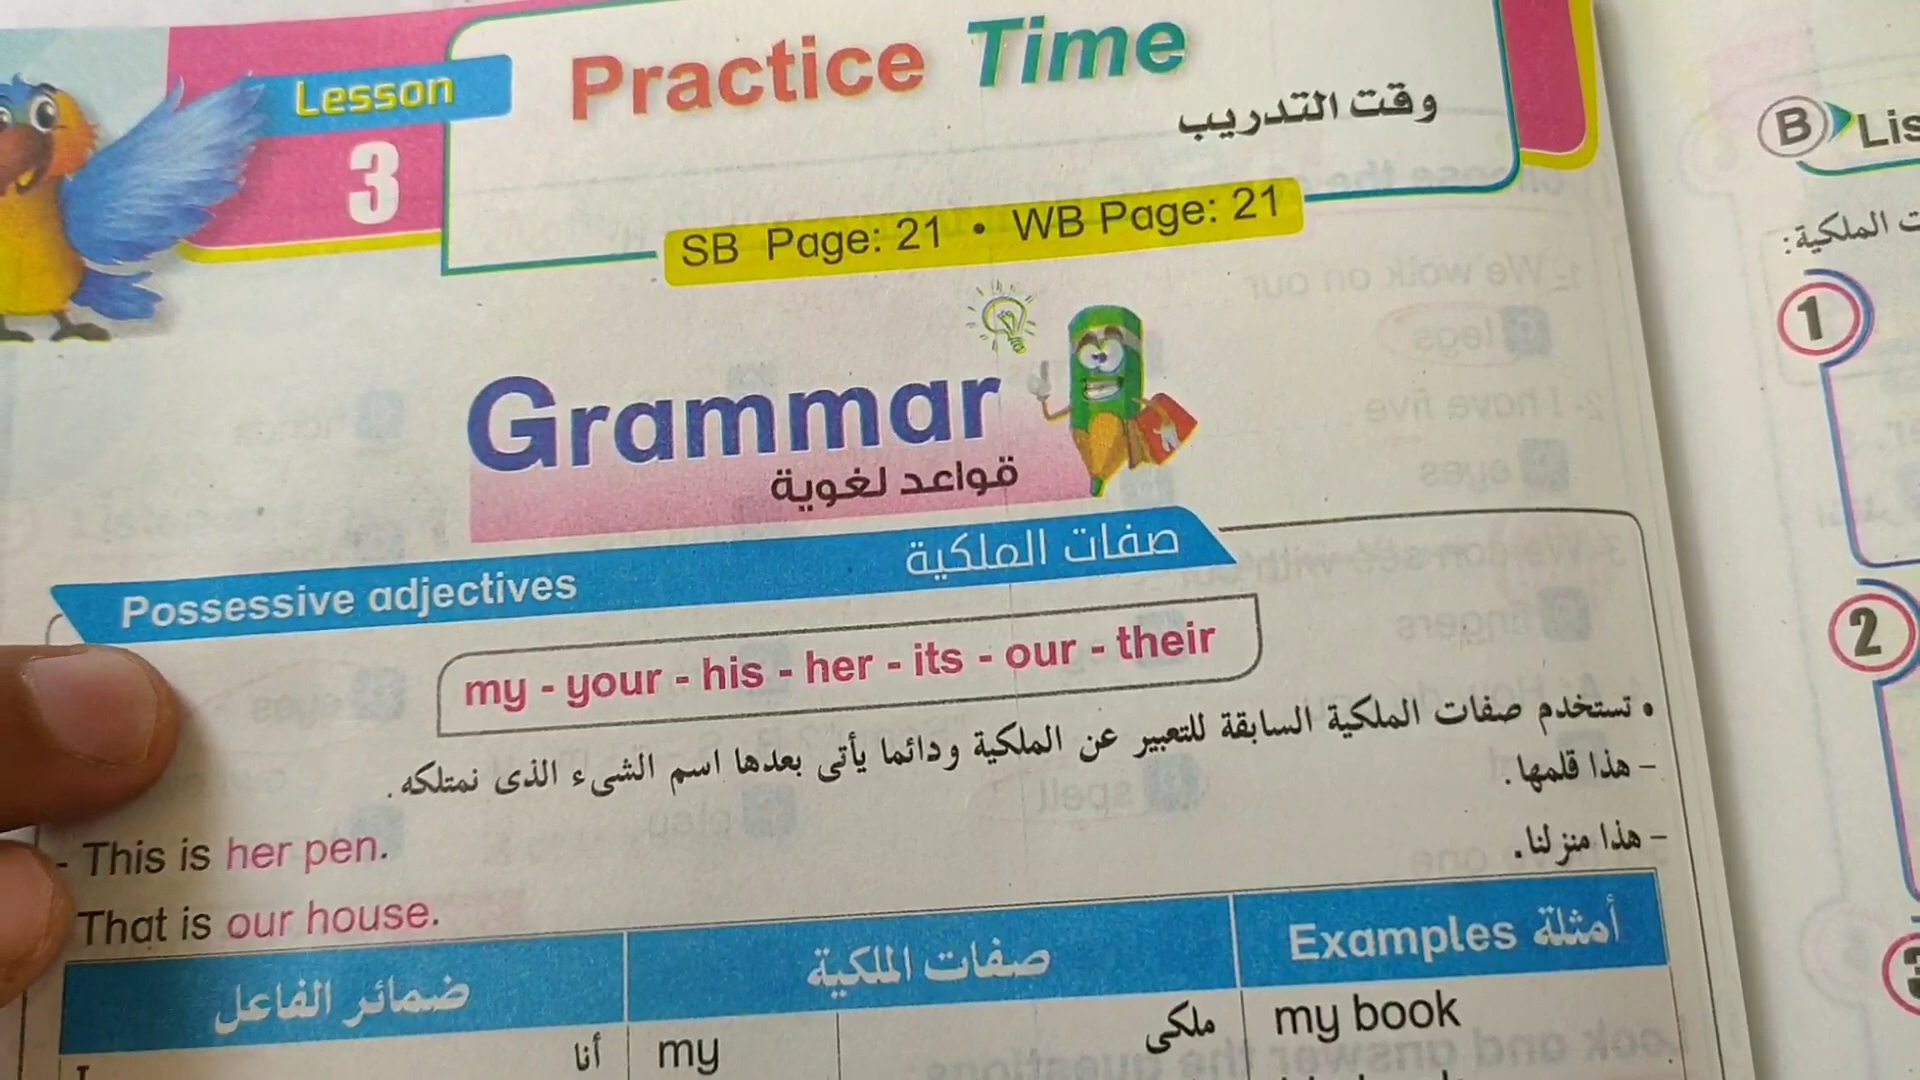 Lesson
3
Practice Time
وقت التدريب
SB Page: 21 • WB Page: 21
Grammar
قواعد لغوية
Possessive adjectives صفات الملكية
my - your - his - her - its - our - their
• تستخدم صفات الملكية السابقة للتعبير عن الملكية ودائما يأتى بعدها اسم الشىء الذى نمتلكه.
- This is her pen. - هذا قلمها.
That is our house. - هذا منزلنا.
ضمائر الفاعل صفات الملكية Examples أمثلة
I أنا my ملكى my book
B
الملكية:
1
2
3